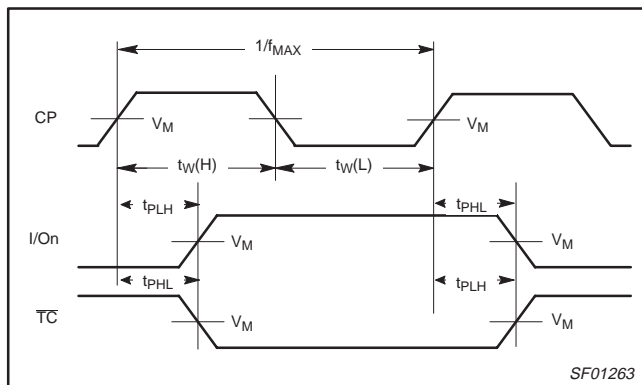 1/fMAX
CP
VM
VM
tW(H)
tW(L)
tPLH
tPHL
I/On
VM
VM
tPHL
tPLH
TC
VM
VM
SF01263